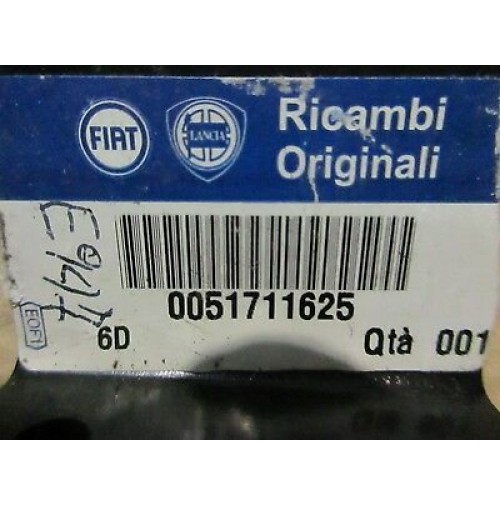 FIAT
LANCIA
Ricambi
Originali
0051711625
6D
Qtà 001
EOF1